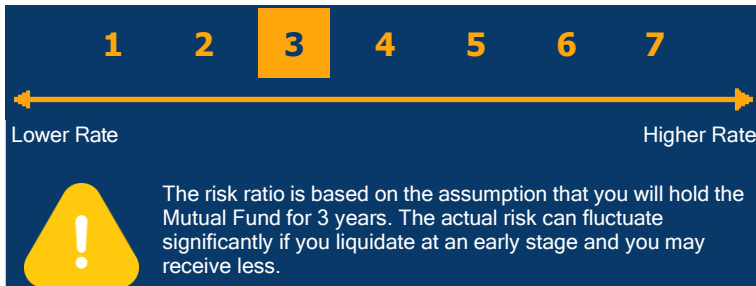 1 2 3 4 5 6 7
Lower Rate Higher Rate
The risk ratio is based on the assumption that you will hold the
Mutual Fund for 3 years. The actual risk can fluctuate
significantly if you liquidate at an early stage and you may
receive less.